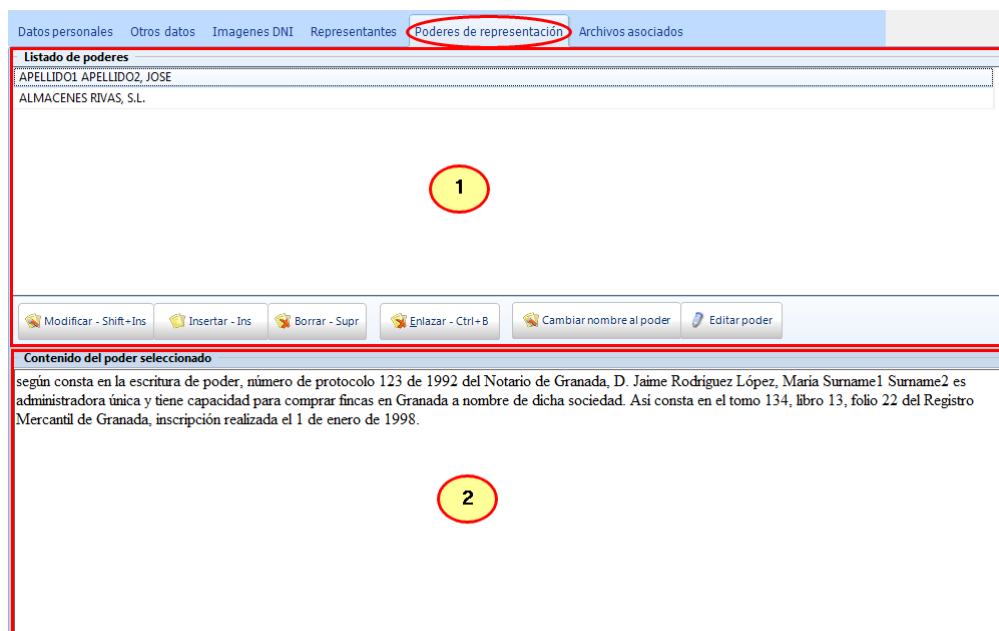 Datos personales Otros datos Imagenes DNI Representantes Poderes de representación Archivos asociados
Listado de poderes
APELLIDO1 APELLIDO2, JOSE
ALMACENES RIVAS, S.L.
1
Modificar - Shift+Ins Insertar - Ins Borrar - Supr Enlazar - Ctrl+B Cambiar nombre al poder Editar poder
Contenido del poder seleccionado
según consta en la escritura de poder, número de protocolo 123 de 1992 del Notario de Granada, D. Jaime Rodríguez López, Maria Surname1 Surname2 es
administradora única y tiene capacidad para comprar fincas en Granada a nombre de dicha sociedad. Asi consta en el tomo 134, libro 13, folio 22 del Registro
Mercantil de Granada, inscripción realizada el 1 de enero de 1998.
2